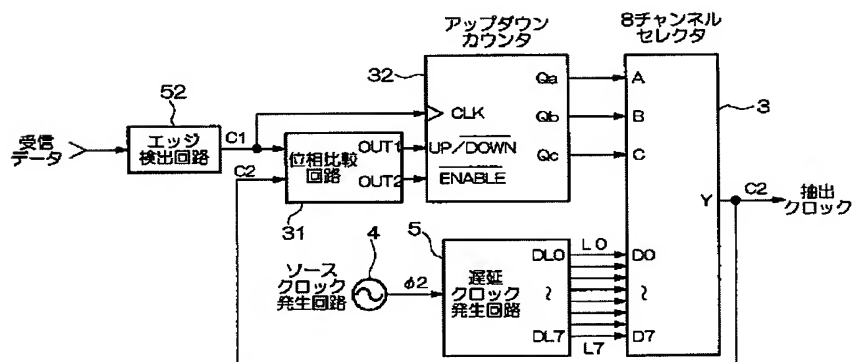 アップダウン
カウンタ
8チャンネル
セレクタ
32
52
3
Qa
A
CLK
Qb
B
受信
データ
エッジ
検出回路
C1
位相比較
回路
OUT1
UP/DOWN
Qc
C
C2
OUT2
ENABLE
31
Y
C2
抽出
クロック
4
5
ソース
クロック
発生回路
φ2
遅延
クロック
発生回路
DL0
L0
D0
~
~
DL7
L7
D7